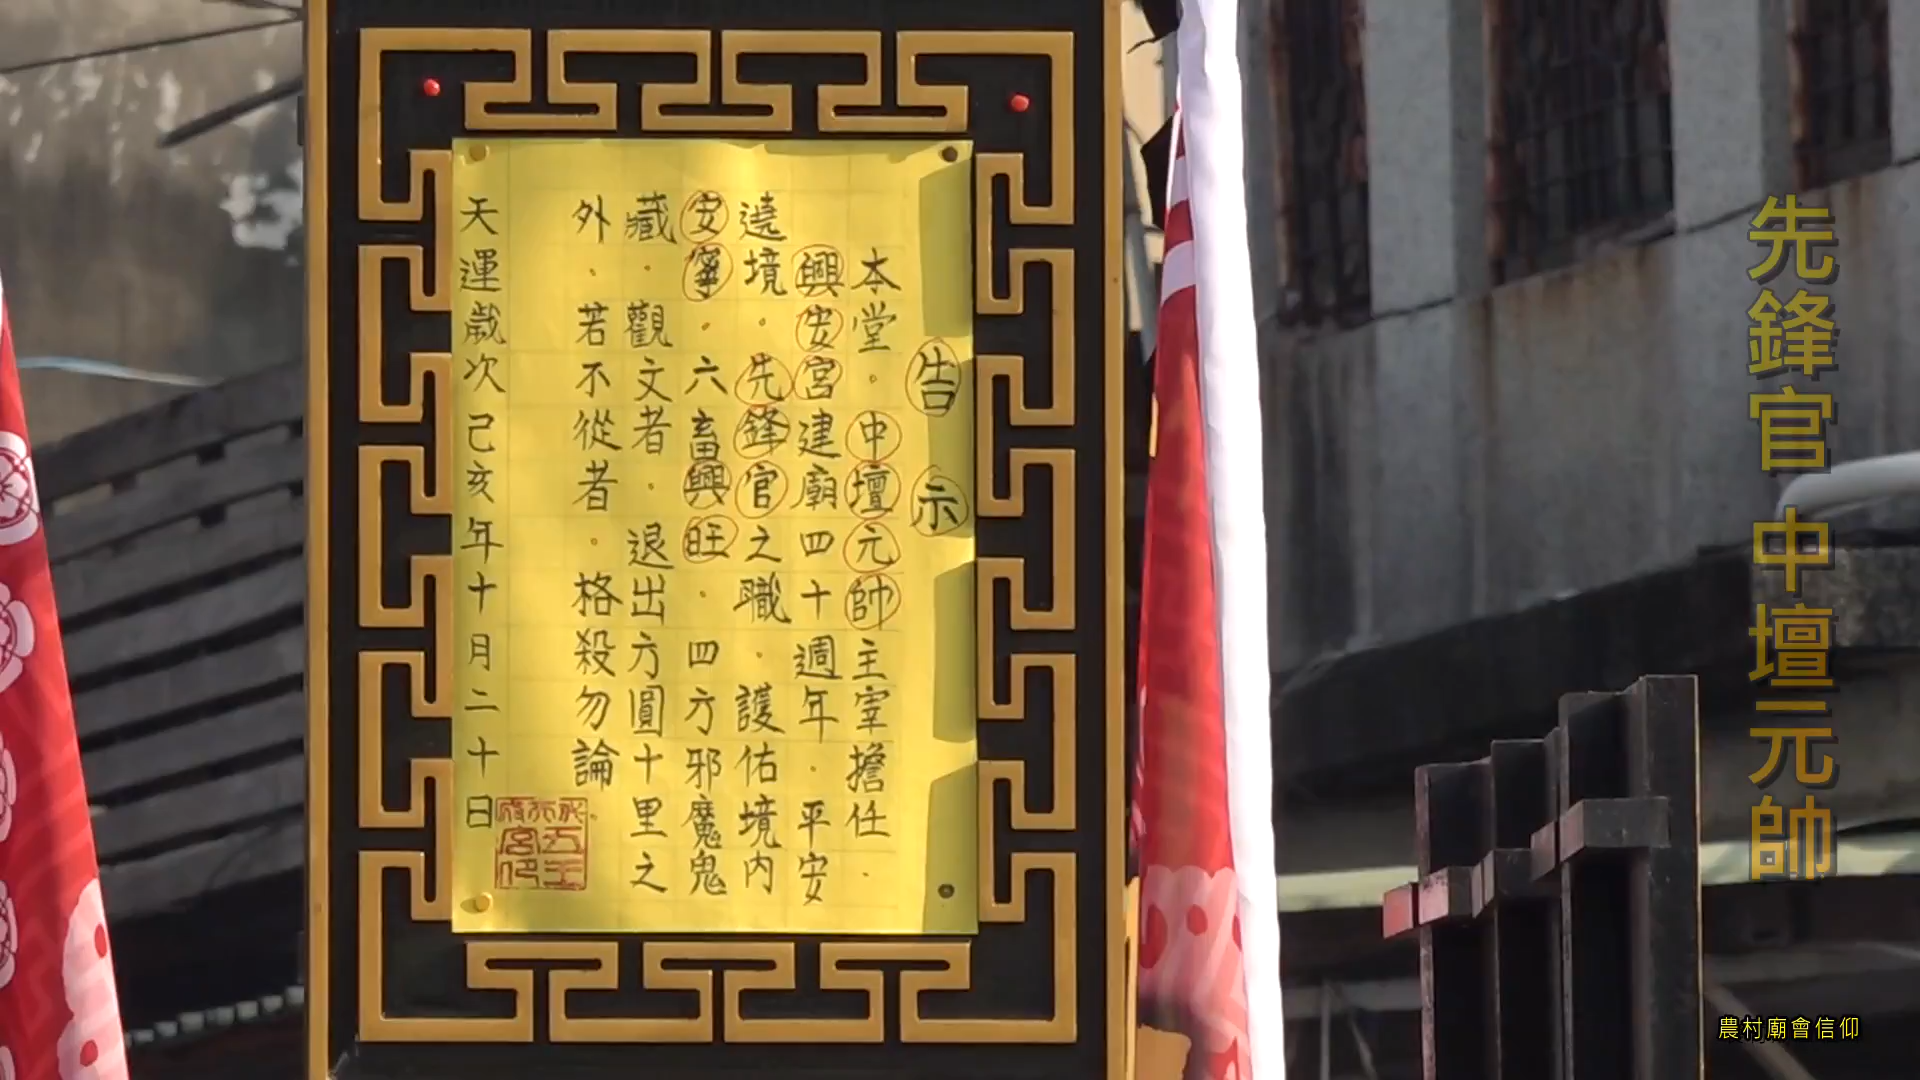 告示
本堂。中壇元帥主宰擔任.
興安宮建廟四十週年.平安
遶境。先鋒官之職.護佑境內
安寧。六畜興旺.四方邪魔鬼
藏.觀文者.退出方圓十里之
外.若不從者.格殺勿論.
天運歲次己亥年十月二十日
先鋒官 中壇元帥
農村廟會信仰